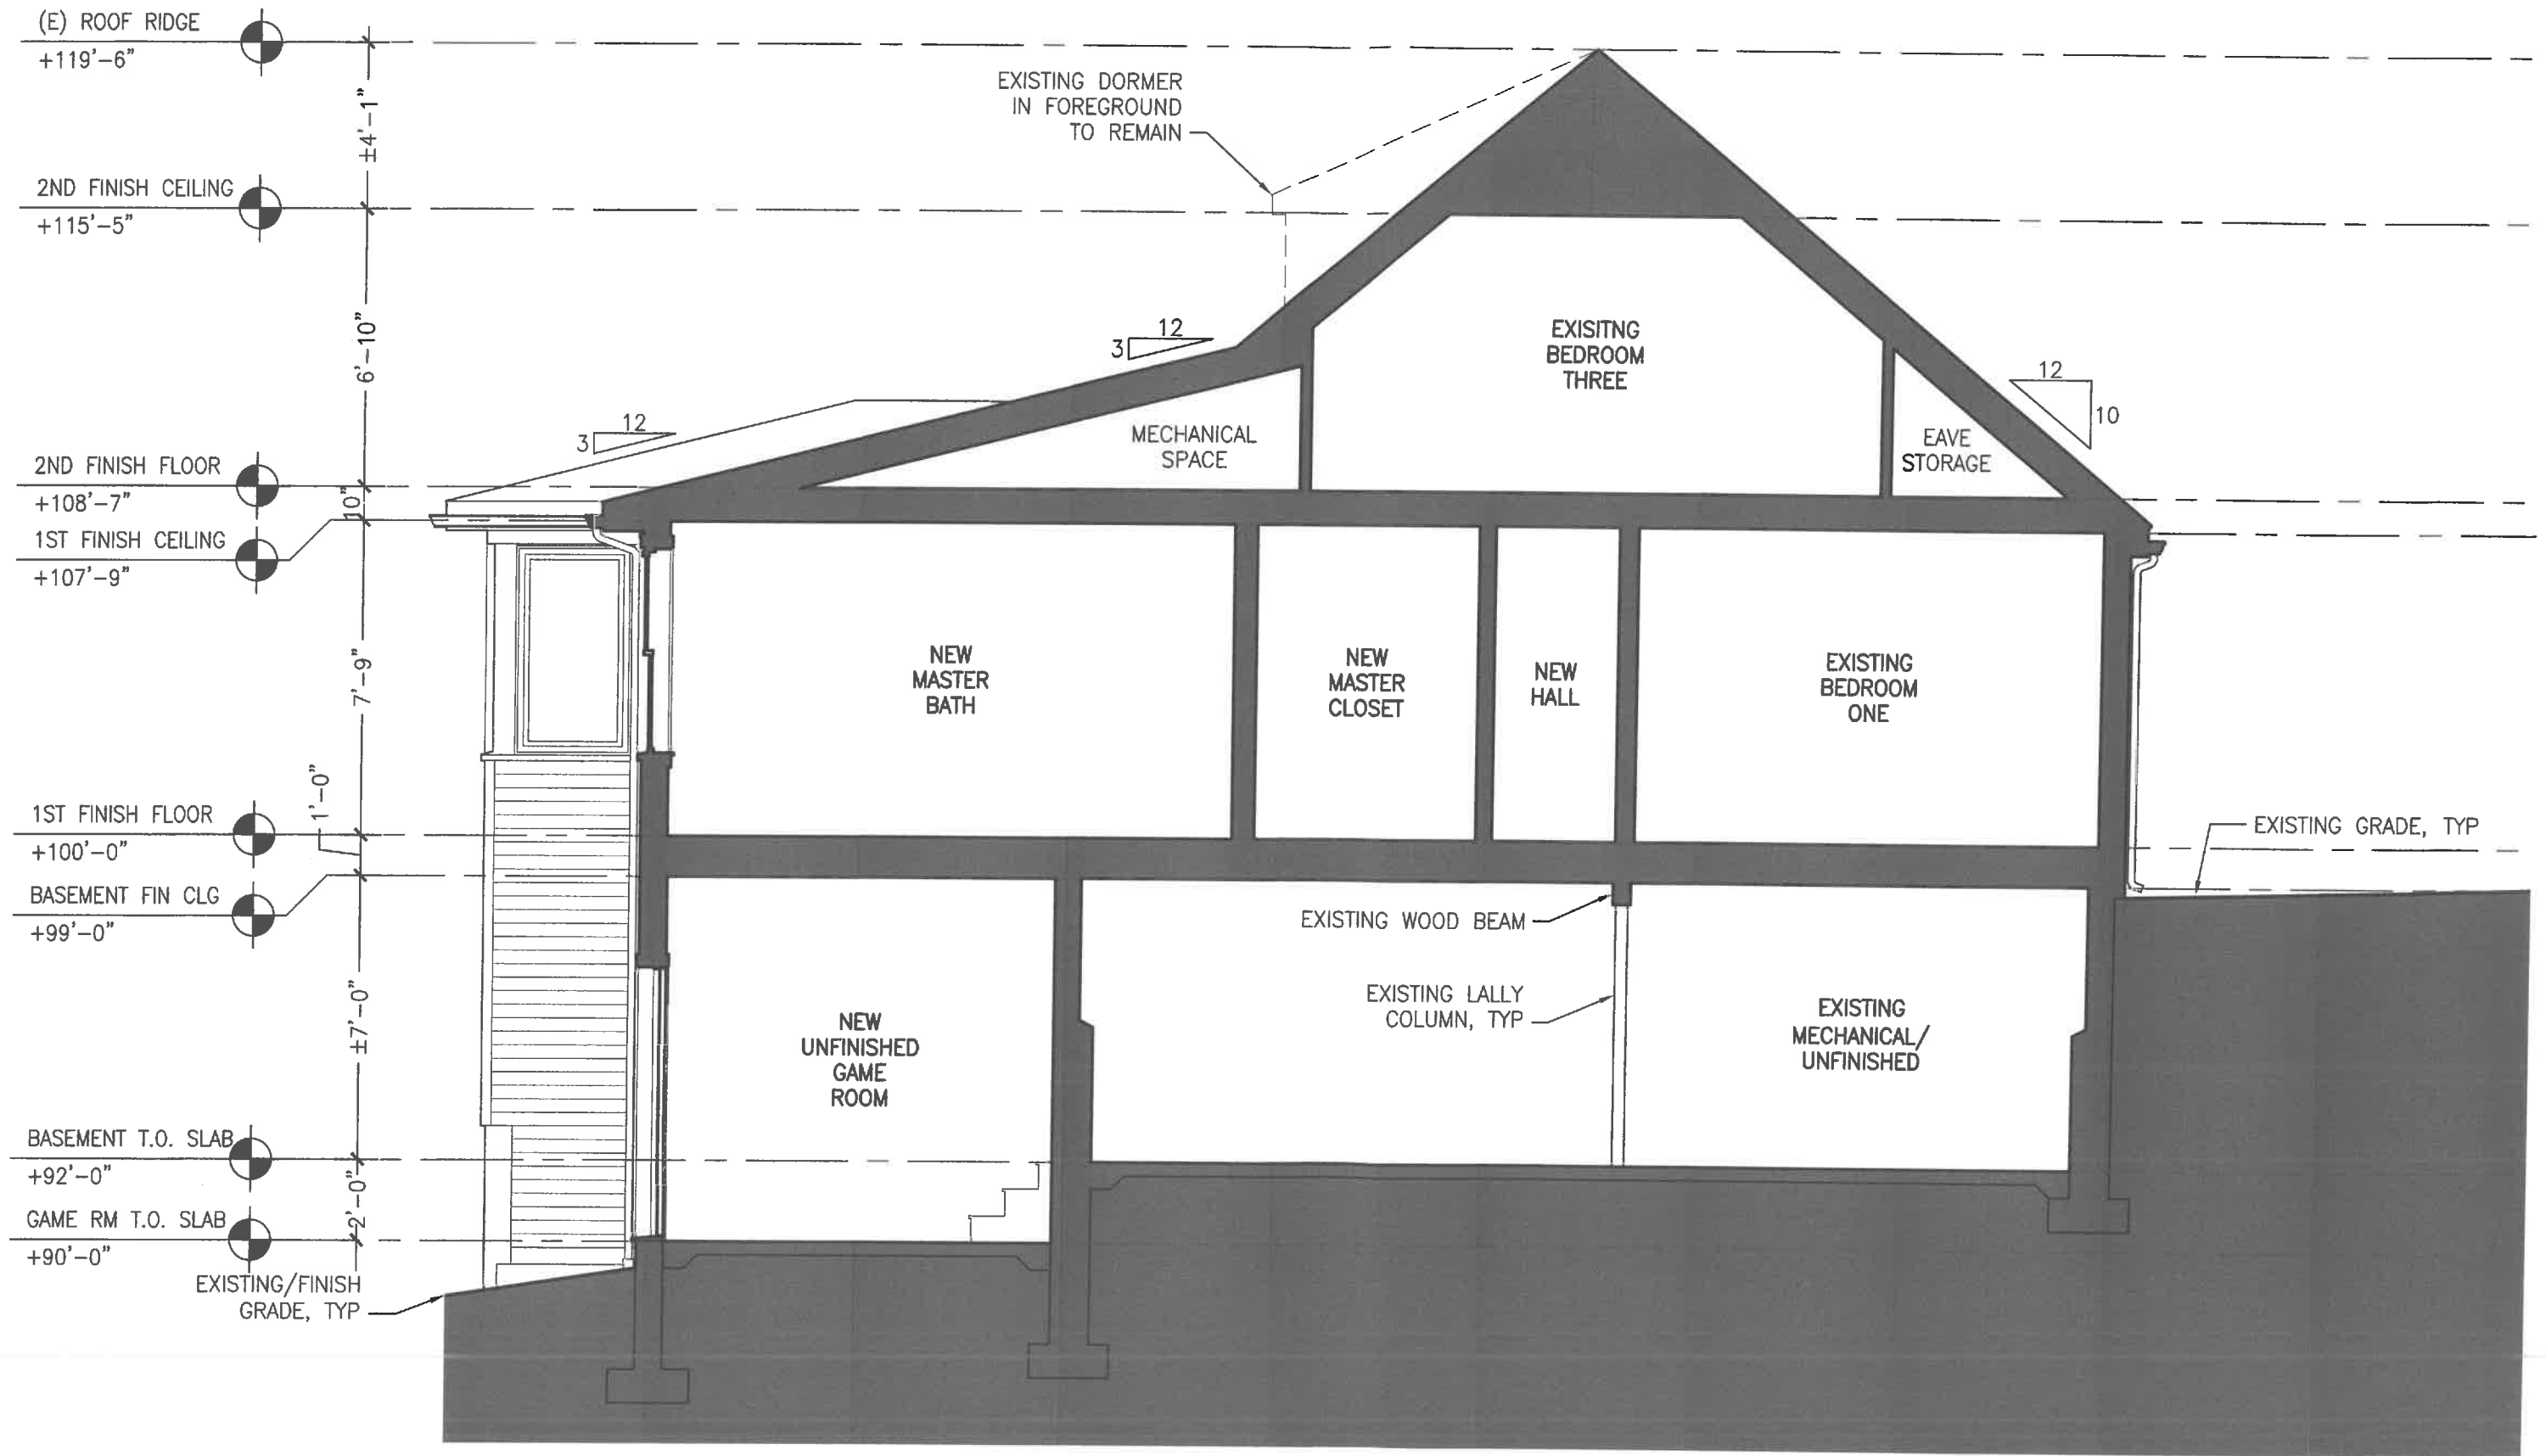 (E) ROOF RIDGE
+119'-6"
±4'-1"
EXISTING DORMER
IN FOREGROUND
TO REMAIN
2ND FINISH CEILING
+115'-5"
6'-10"
12
3
12
3
EXISITNG
BEDROOM
THREE
12
10
MECHANICAL
SPACE
EAVE
STORAGE
2ND FINISH FLOOR
+108'-7"
10"
1ST FINISH CEILING
+107'-9"
7'-9"
NEW
MASTER
BATH
NEW
MASTER
CLOSET
NEW
HALL
EXISTING
BEDROOM
ONE
1ST FINISH FLOOR
+100'-0"
1'-0"
EXISTING GRADE, TYP
BASEMENT FIN CLG
+99'-0"
±7'-0"
EXISTING WOOD BEAM
EXISTING LALLY
COLUMN, TYP
NEW
UNFINISHED
GAME
ROOM
EXISTING
MECHANICAL/
UNFINISHED
BASEMENT T.O. SLAB
+92'-0"
2'-0"
GAME RM T.O. SLAB
+90'-0"
EXISTING/FINISH
GRADE, TYP